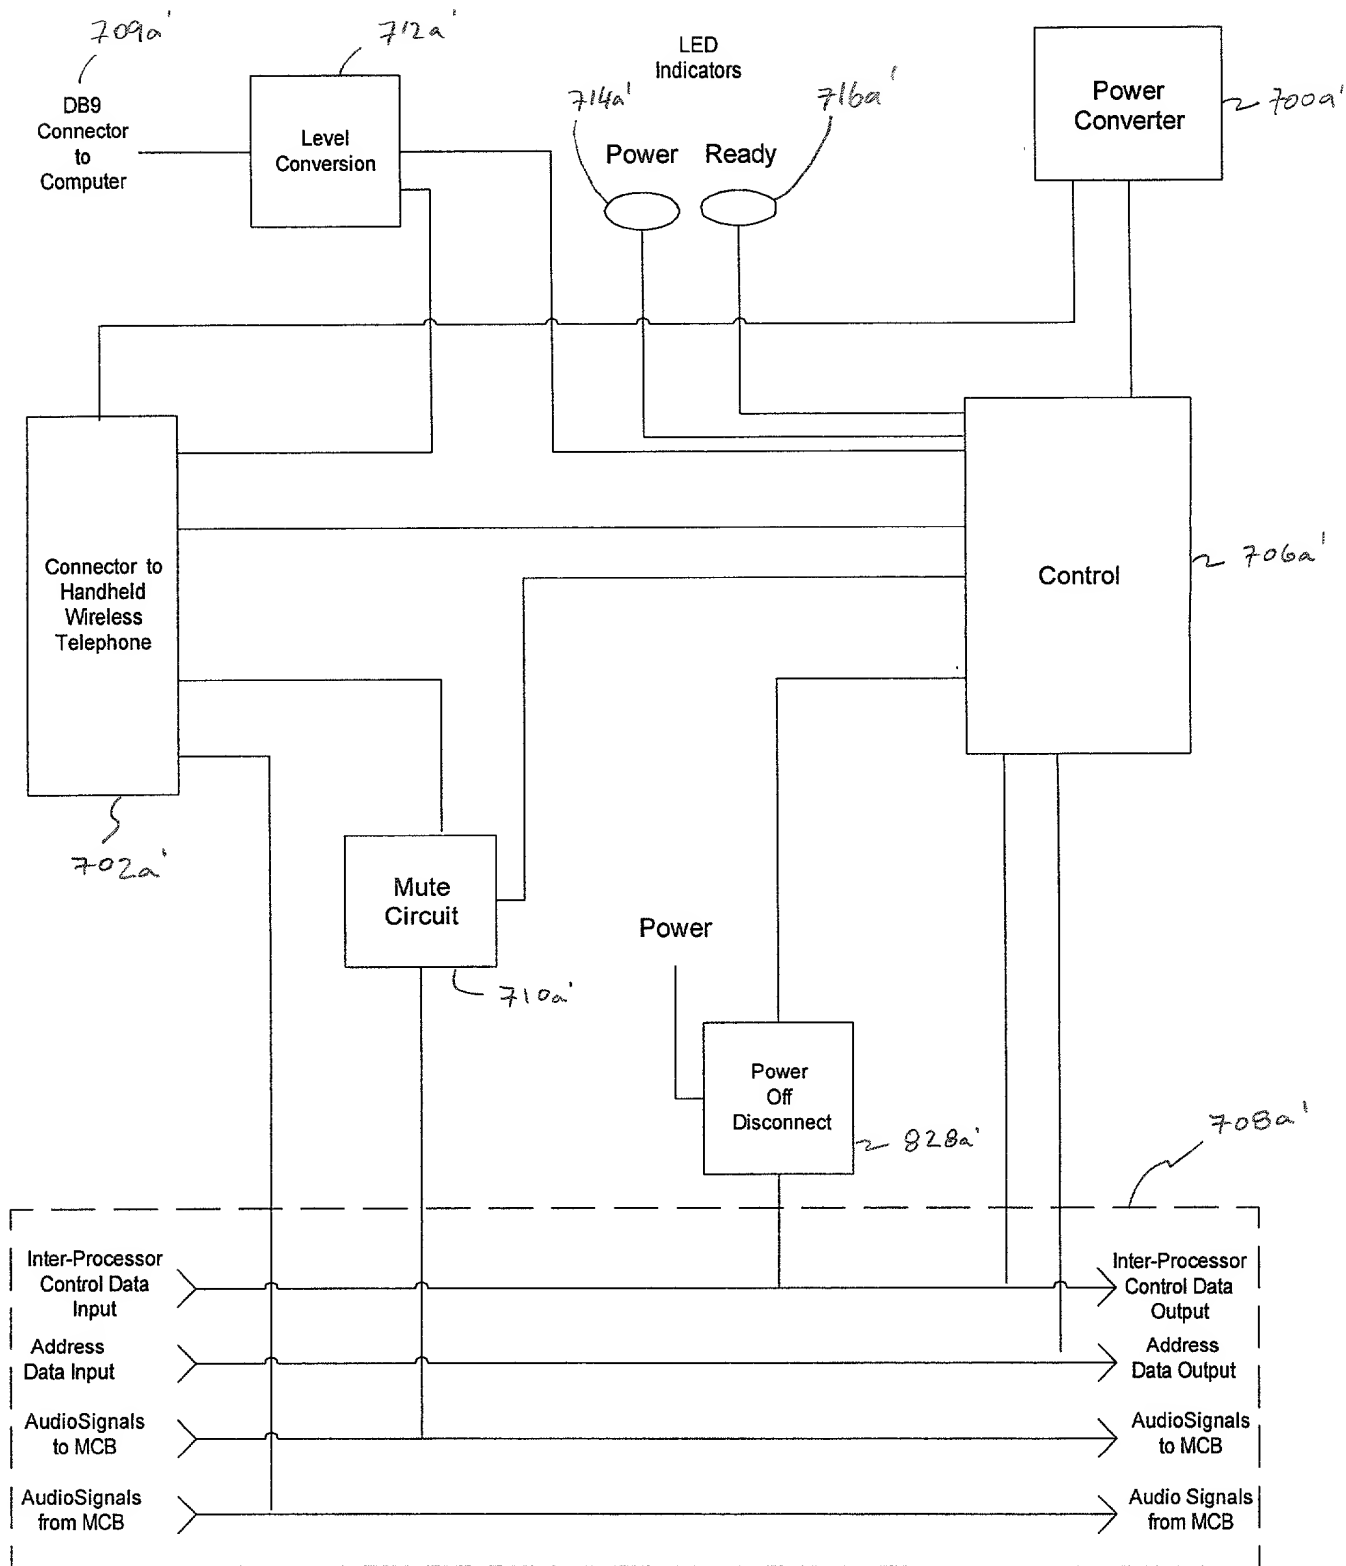 709a'
712a'
LED
Indicators
714a'
716a'
DB9
Connector
to
Computer
Level
Conversion
Power
Ready
Power
Converter
700a'
Connector to
Handheld
Wireless
Telephone
702a'
Control
706a'
Mute
Circuit
710a'
Power
Power
Off
Disconnect
828a'
708a'
Inter-Processor
Control Data
Input
Inter-Processor
Control Data
Output
Address
Data Input
Address
Data Output
AudioSignals
to MCB
AudioSignals
to MCB
AudioSignals
from MCB
Audio Signals
from MCB